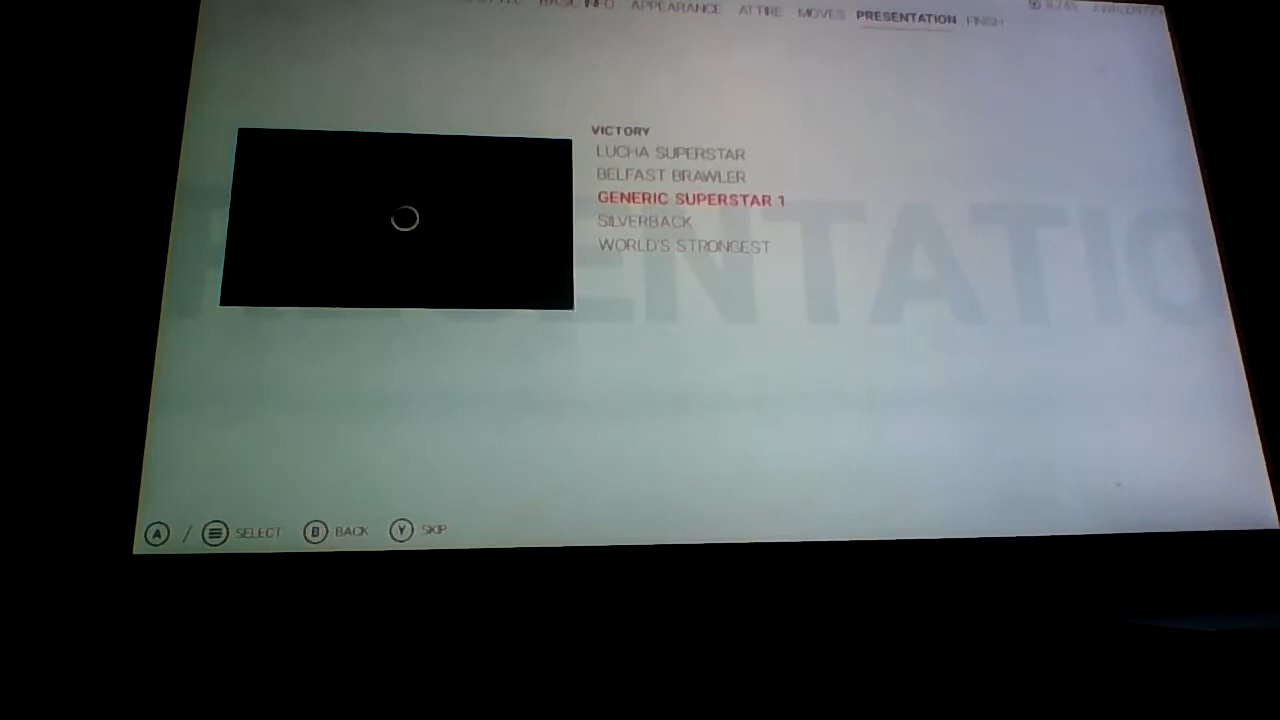 BASIC INFO APPEARANCE ATTIRE MOVES PRESENTATION FINISH
VICTORY
LUCHA SUPERSTAR
BELFAST BRAWLER
GENERIC SUPERSTAR 1
SILVERBACK
WORLD'S STRONGEST
A / SELECT B BACK Y SKIP